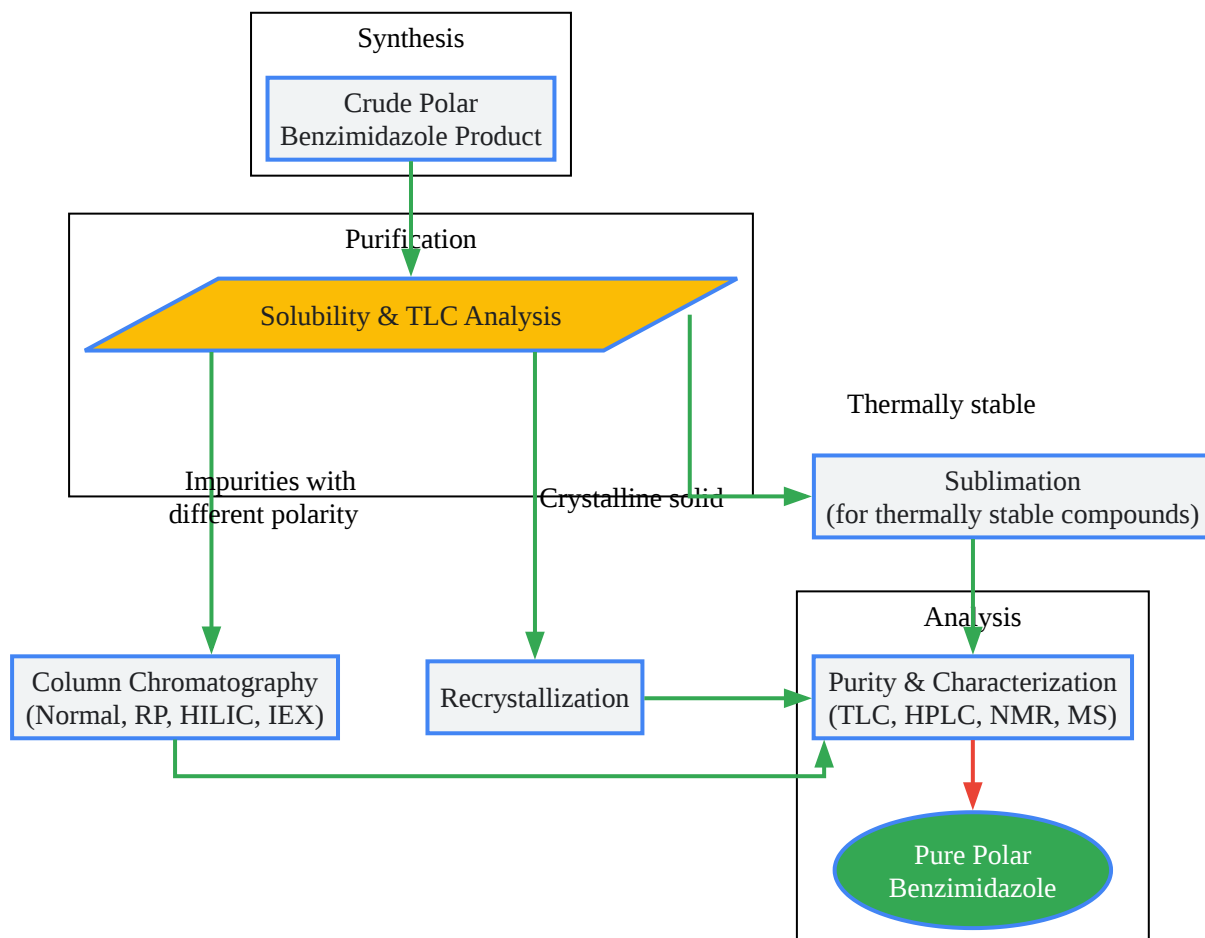 Synthesis
Crude Polar
Benzimidazole Product
Purification
Solubility & TLC Analysis
Thermally stable
Impurities with
different polarity
Crystalline solid
Sublimation
(for thermally stable compounds)
Analysis
Column Chromatography
(Normal, RP, HILIC, IEX)
Recrystallization
Purity & Characterization
(TLC, HPLC, NMR, MS)
Pure Polar
Benzimidazole